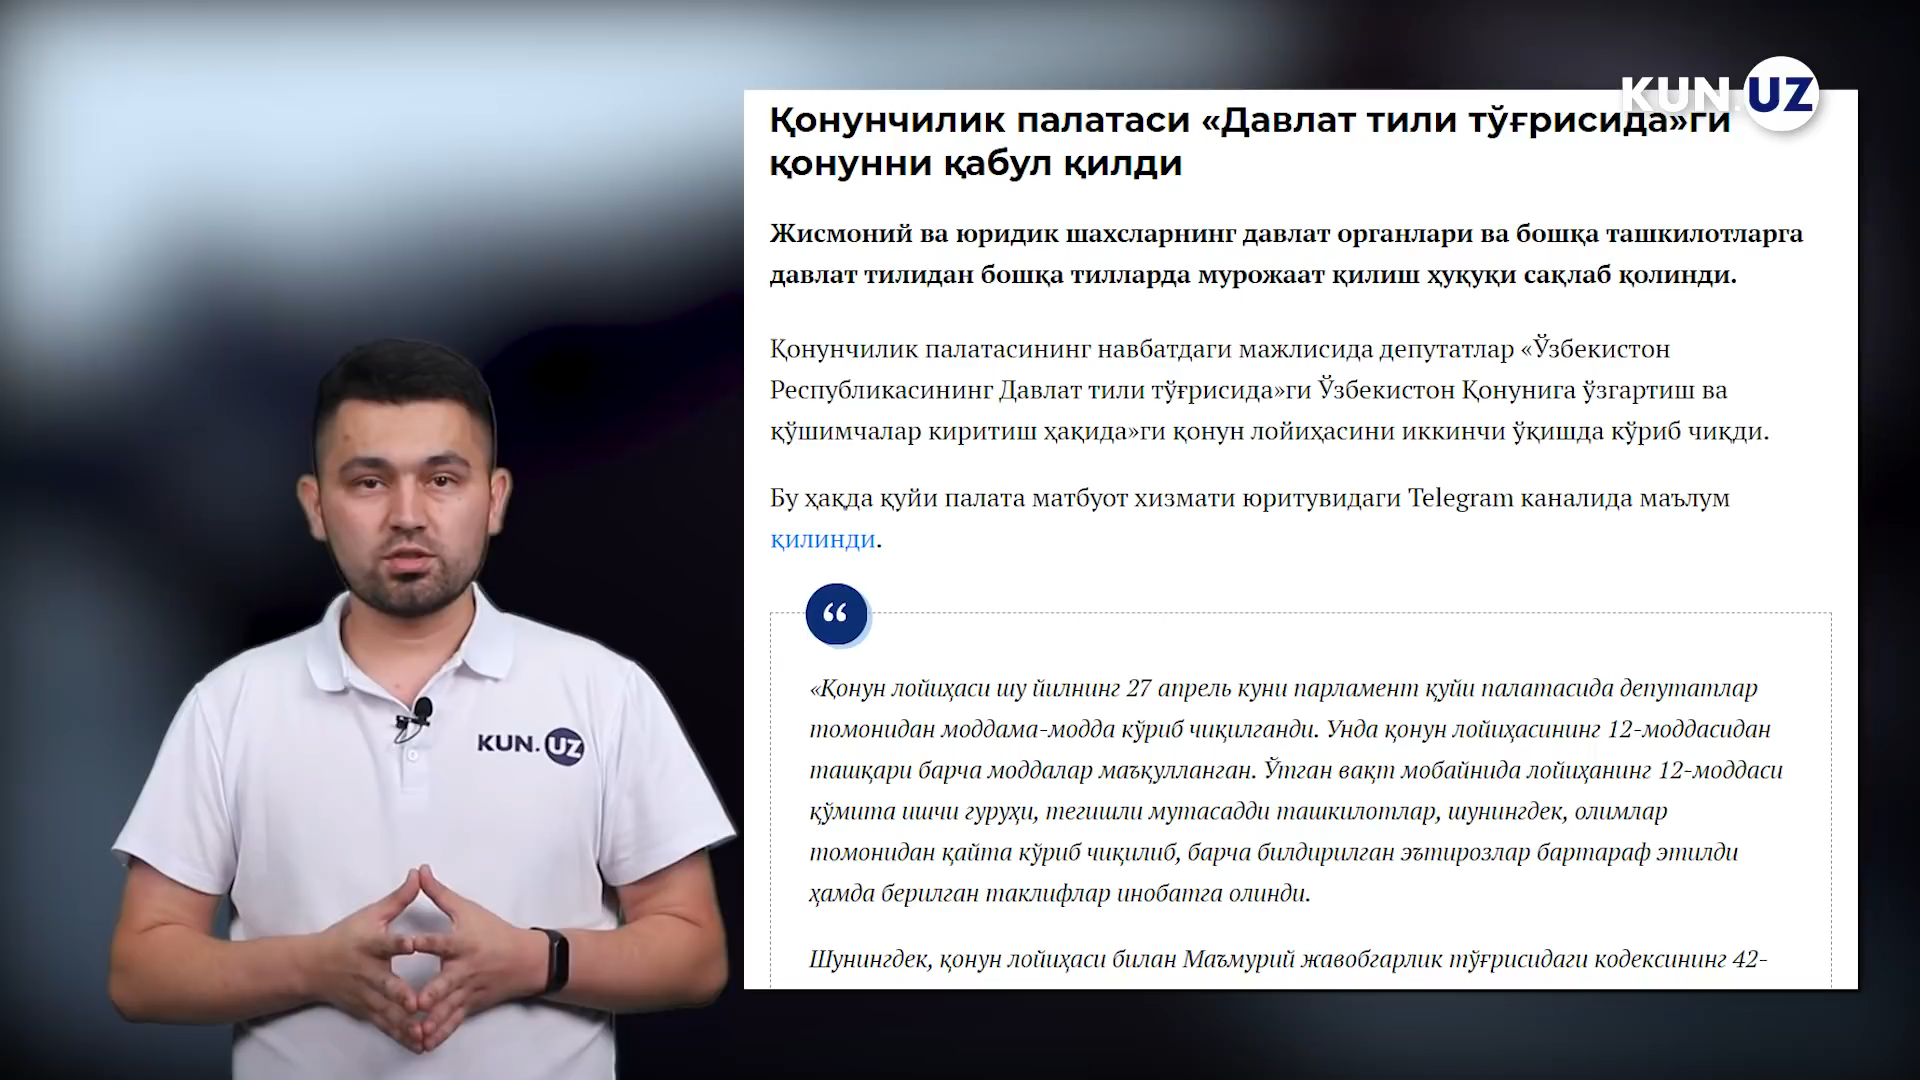 KUN.UZ
Қонунчилик палатаси «Давлат тили тўғрисида»ги
қонунни қабул қилди
Жисмоний ва юридик шахсларнинг давлат органлари ва бошқа ташкилотларга
давлат тилидан бошқа тилларда мурожаат қилиш ҳуқуқи сақлаб қолинди.
Қонунчилик палатасининг навбатдаги мажлисида депутатлар «Ўзбекистон
Республикасининг Давлат тили тўғрисида»ги Ўзбекистон Қонунига ўзгартиш ва
қўшимчалар киритиш ҳақида»ги қонун лойиҳасини иккинчи ўқишда кўриб чиқди.
Бу ҳақда қуйи палата матбуот хизмати юритувидаги Telegram каналида маълум
қилинди.
“
«Қонун лойиҳаси шу йилнинг 27 апрель куни парламент қуйи палатасида депутатлар
томонидан моддама-модда кўриб чиқилганди. Унда қонун лойиҳасининг 12-моддасидан
ташқари барча моддалар маъқулланган. Ўтган вақт мобайнида лойиҳанинг 12-моддаси
қўмита ишчи гуруҳи, тегишли мутасадди ташкилотлар, шунингдек, олимлар
томонидан қайта кўриб чиқилиб, барча билдирилган эътирозлар бартараф этилди
ҳамда берилган таклифлар инобатга олинди.
Шунингдек, қонун лойиҳаси билан Маъмурий жавобгарлик тўғрисидаги кодексининг 42-
KUN.UZ